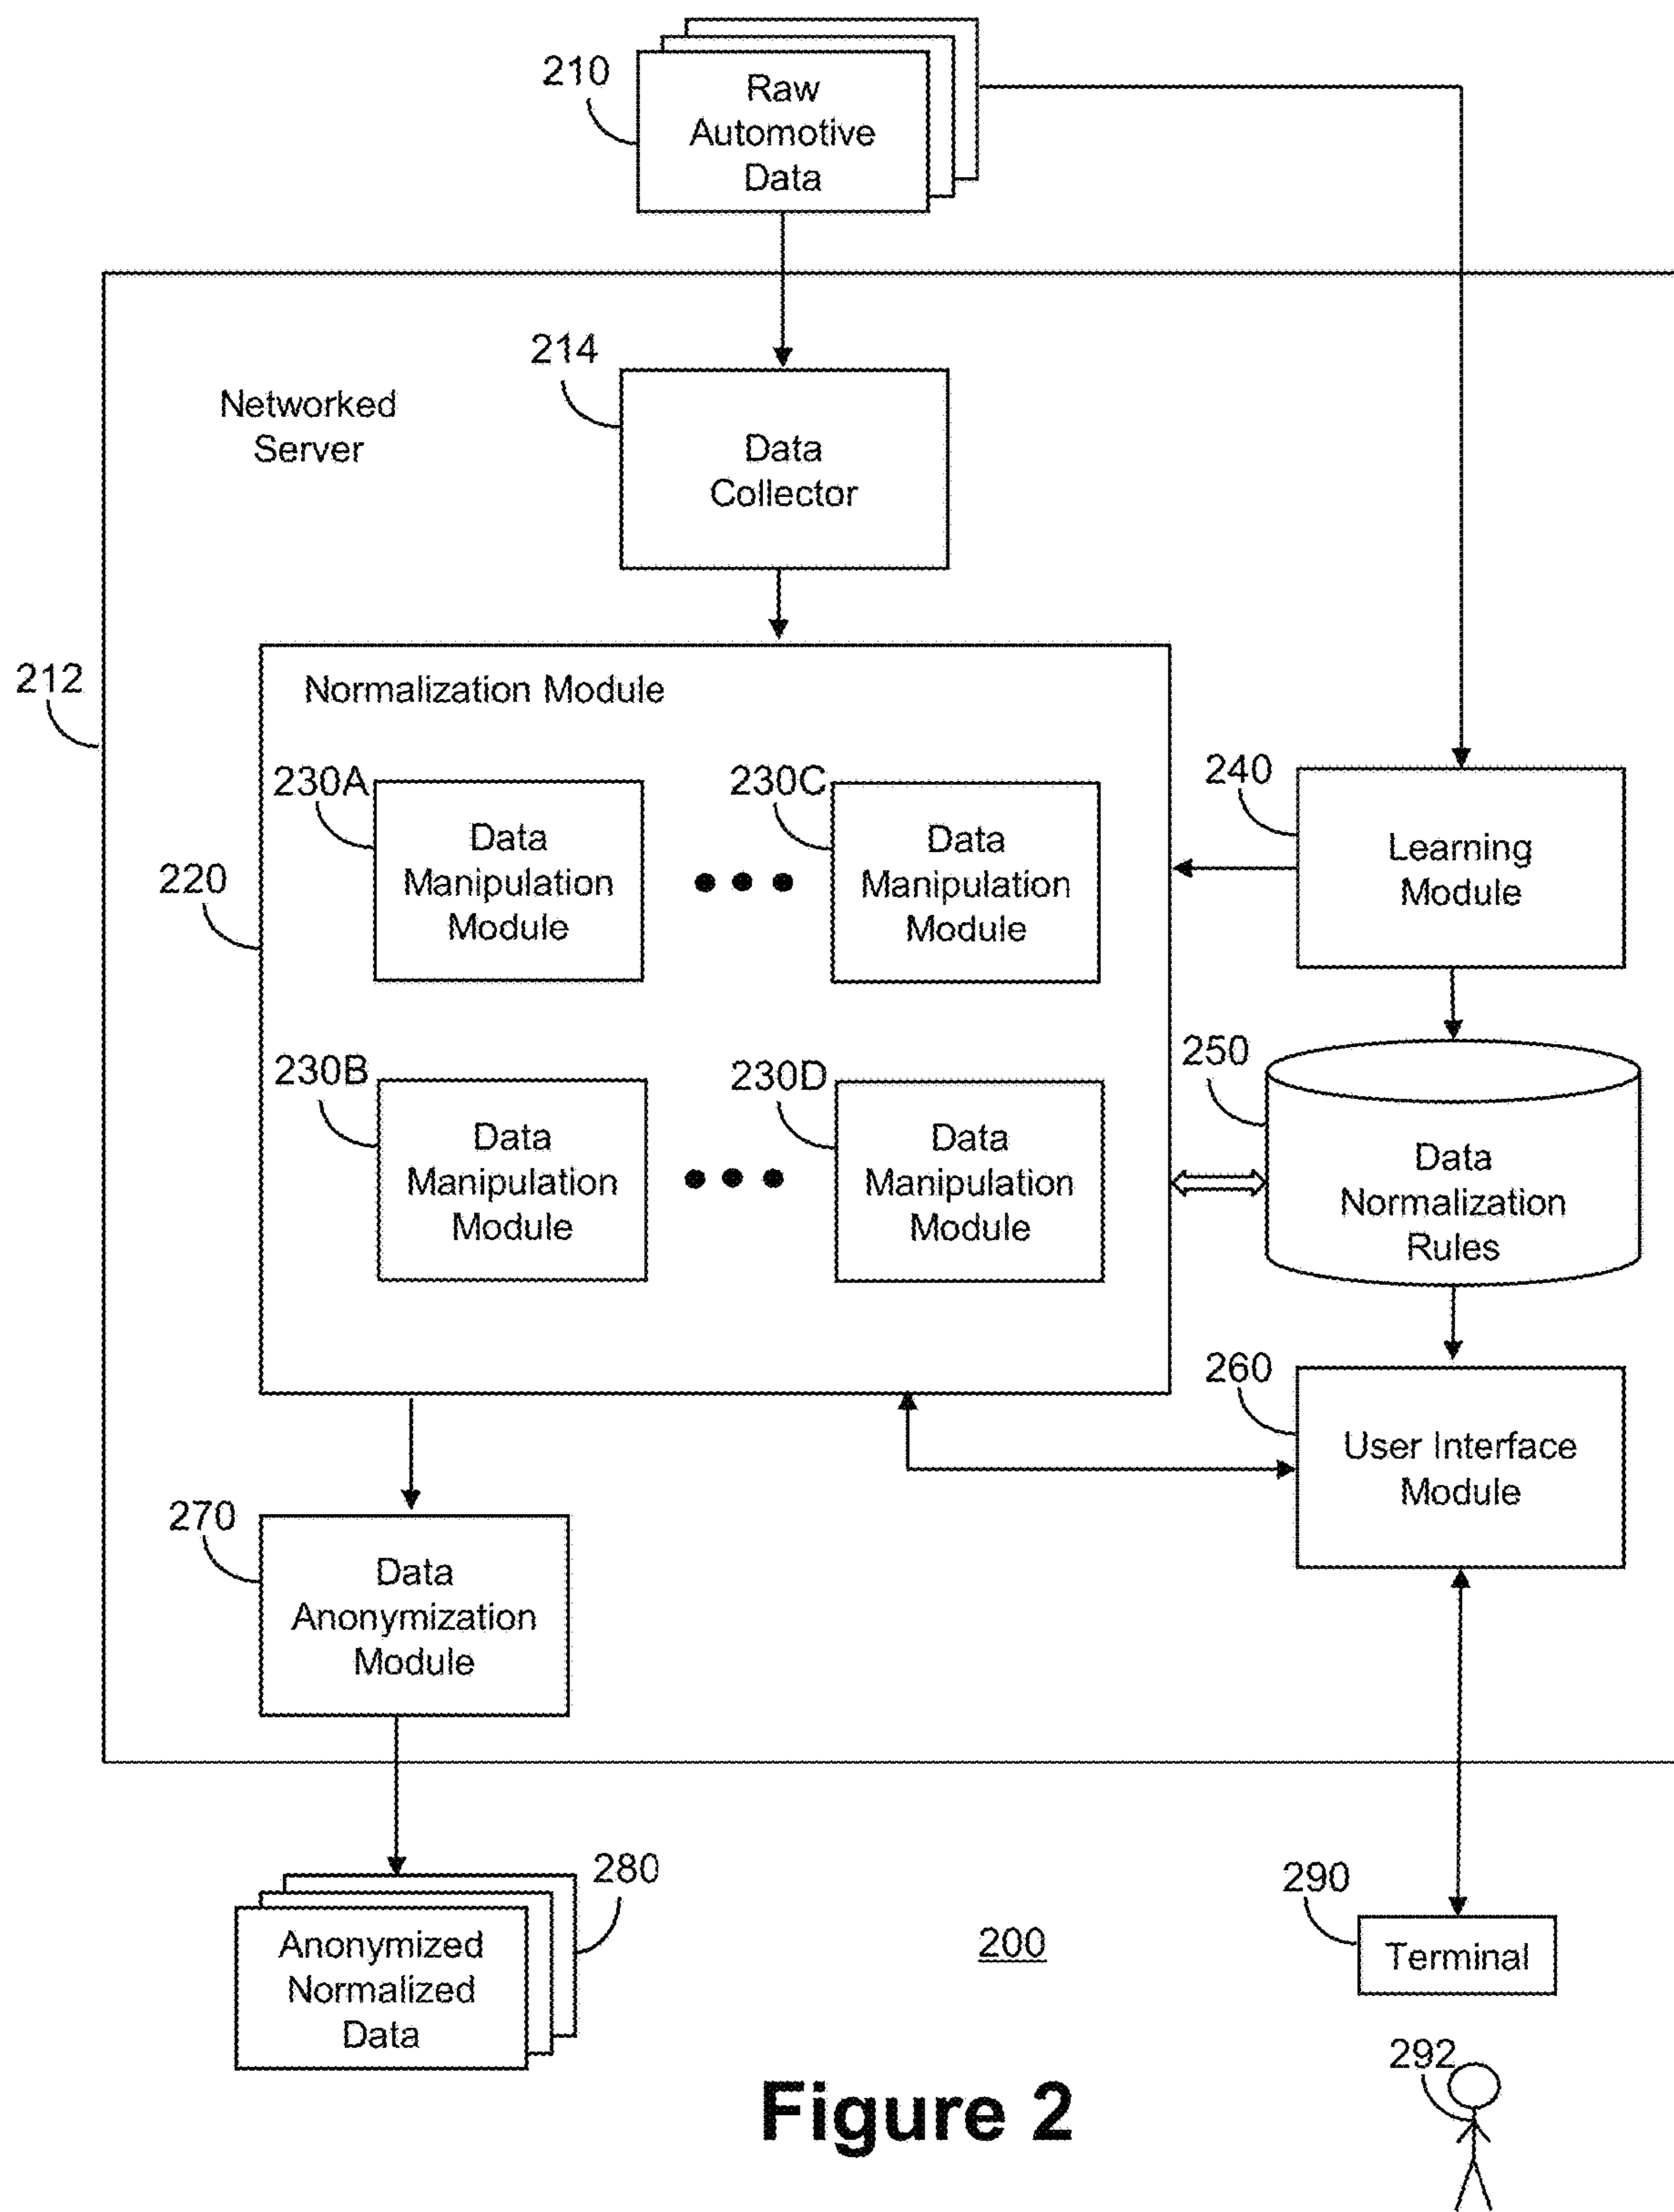 210
Raw
Automotive
Data
214
Networked
Server
Data
Collector
212
Normalization Module
230A
Data
Manipulation
Module
230C
Data
Manipulation
Module
240
Learning
Module
220
230B
Data
Manipulation
Module
230D
Data
Manipulation
Module
250
Data
Normalization
Rules
260
User Interface
Module
270
Data
Anonymization
Module
280
Anonymized
Normalized
Data
200
290
Terminal
292
Figure 2